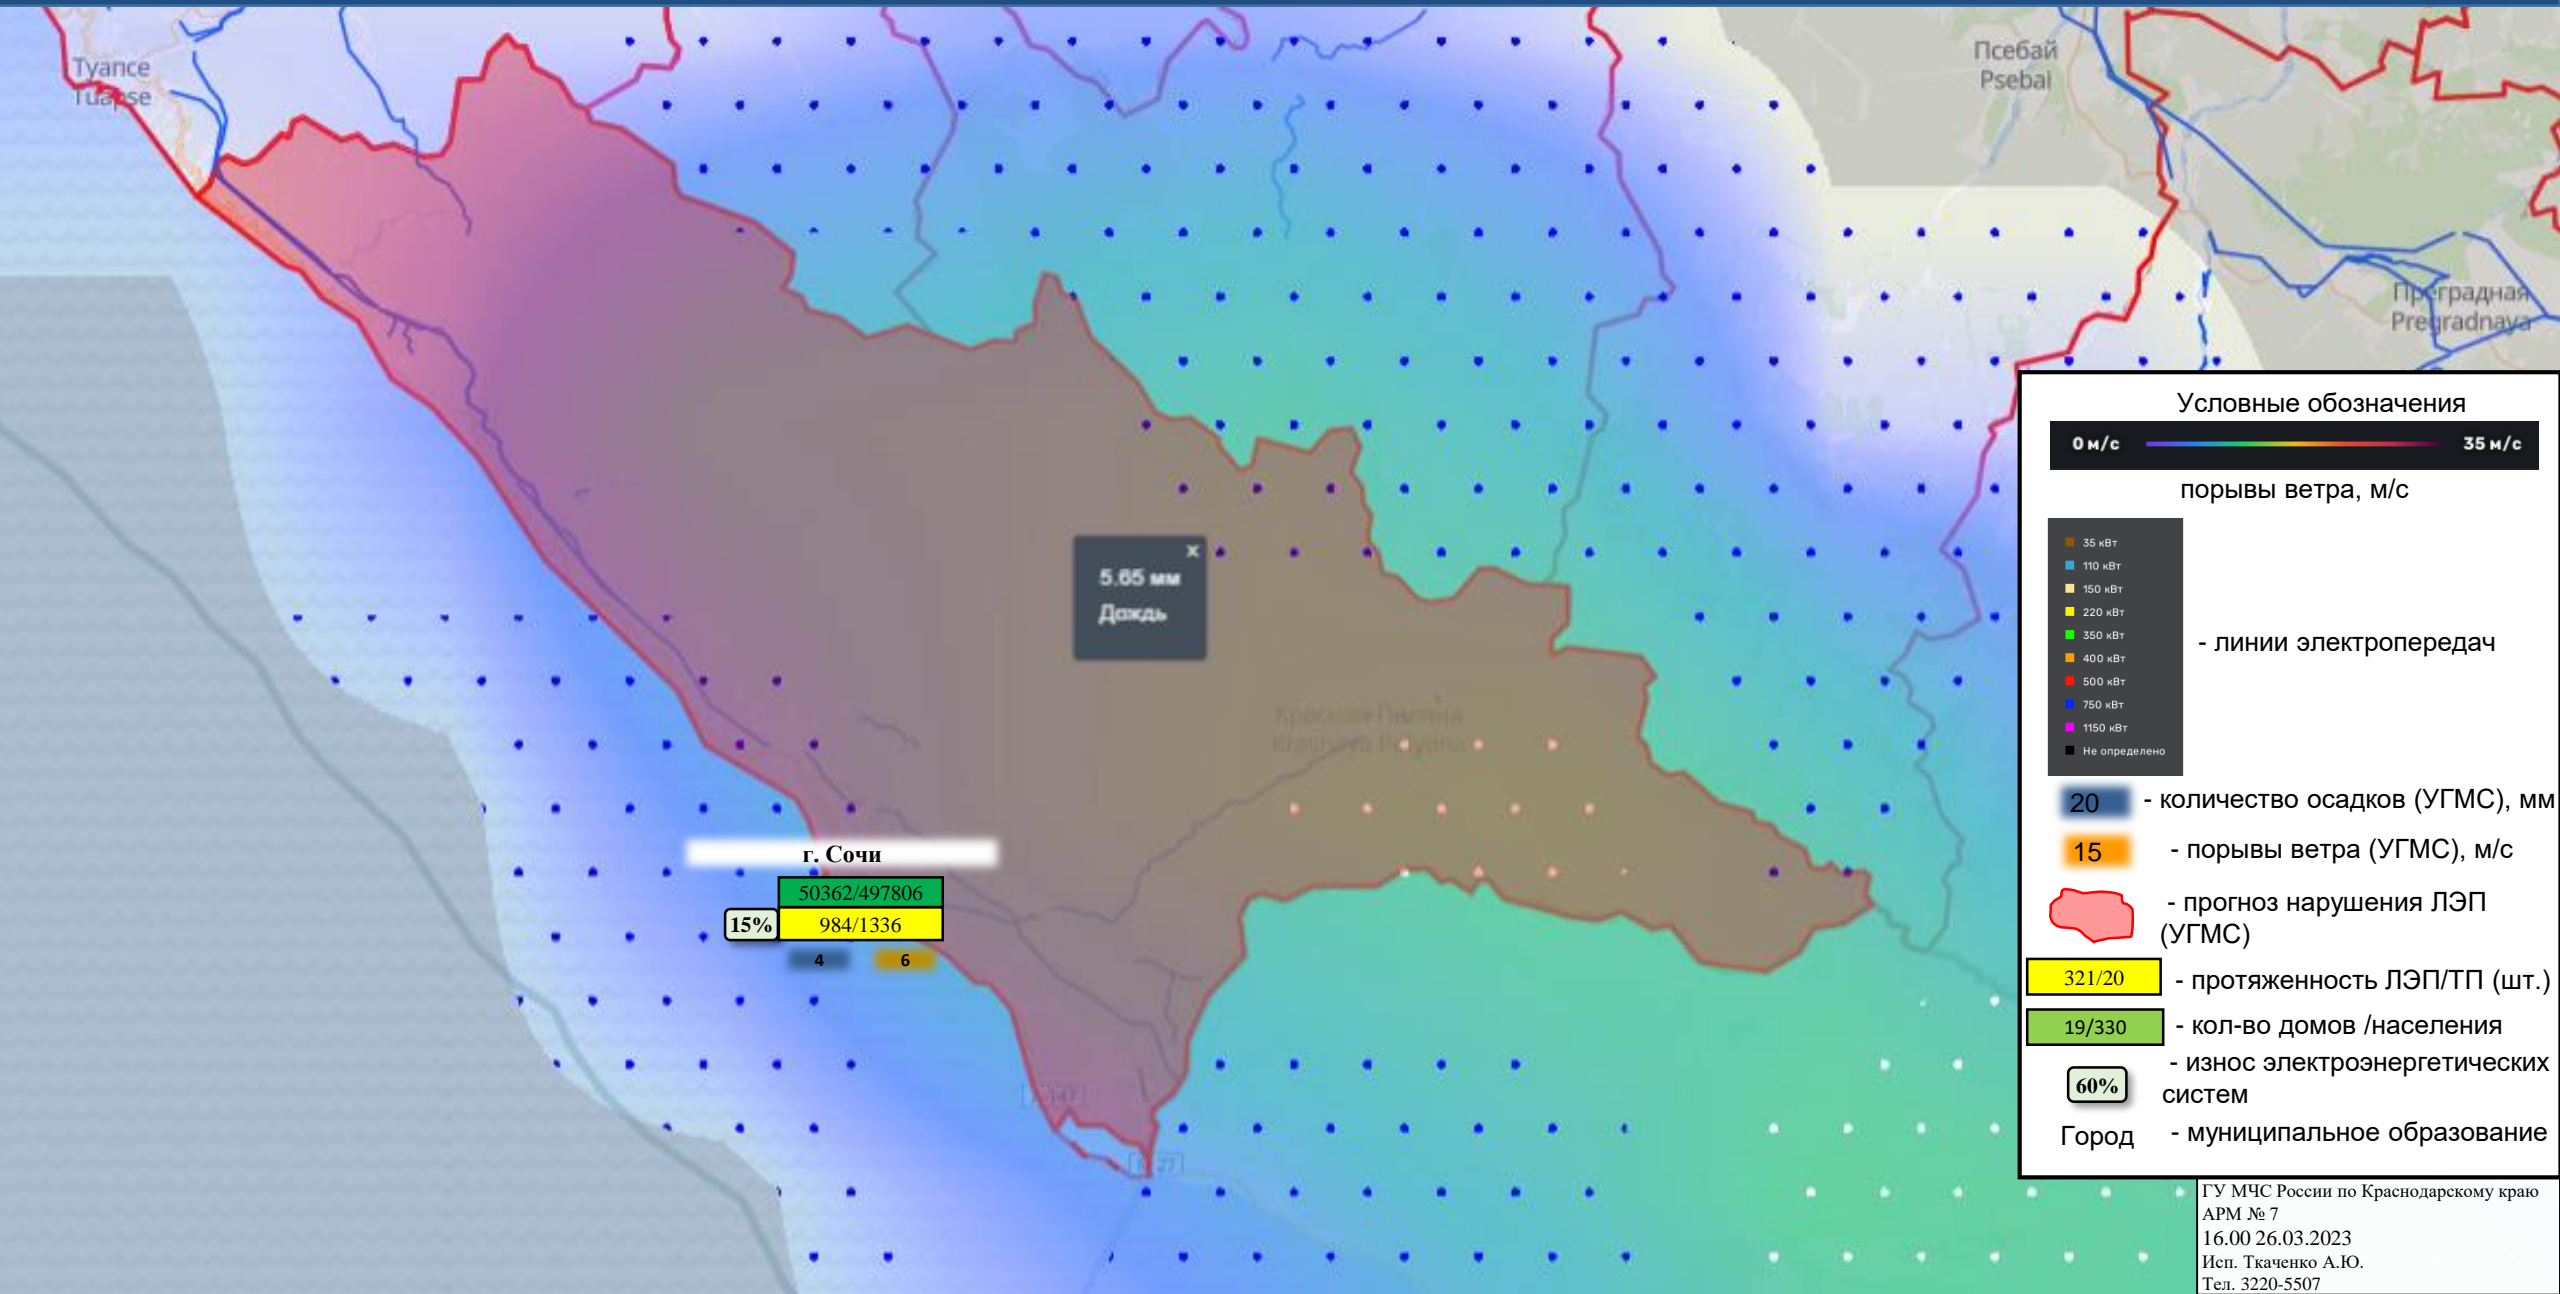 Туапсе
Tuapse
Псебай
Psebai
Преградная
Pregradnaya
5.65 мм
Дождь
x
Красная Поляна
Krasnaya Polyana
г. Сочи
50362/497806
15%
984/1336
4
6
Условные обозначения
0 м/с
35 м/с
порывы ветра, м/с
35 кВт
110 кВт
150 кВт
220 кВт
350 кВт
400 кВт
500 кВт
750 кВт
1150 кВт
Не определено
- линии электропередач
20 - количество осадков (УГМС), мм
15 - порывы ветра (УГМС), м/с
- прогноз нарушения ЛЭП
(УГМС)
321/20 - протяженность ЛЭП/ТП (шт.)
19/330 - кол-во домов /населения
- износ электроэнергетических
60%
систем
Город - муниципальное образование
ГУ МЧС России по Краснодарскому краю
АРМ № 7
16.00 26.03.2023
Исп. Ткаченко А.Ю.
Тел. 3220-5507